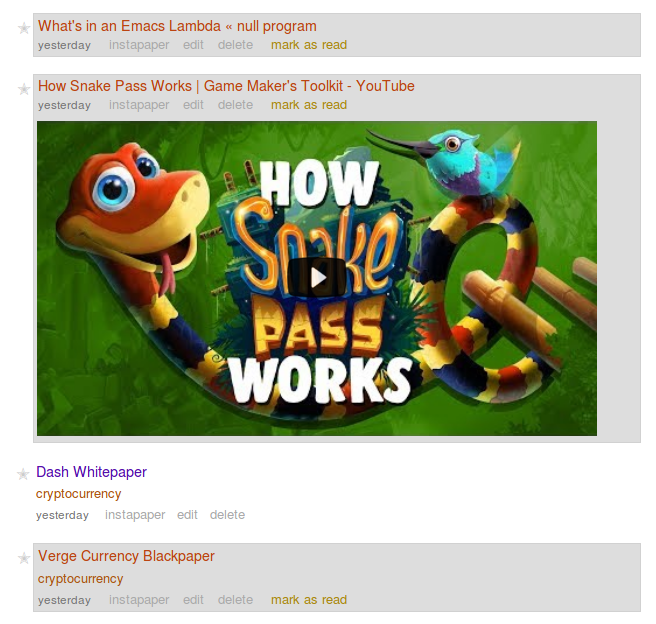 What's in an Emacs Lambda « null program
yesterday instapaper edit delete mark as read
How Snake Pass Works | Game Maker's Toolkit - YouTube
yesterday instapaper edit delete mark as read
HOW
Snake
PASS
WORKS
Dash Whitepaper
cryptocurrency
yesterday instapaper edit delete
Verge Currency Blackpaper
cryptocurrency
yesterday instapaper edit delete mark as read